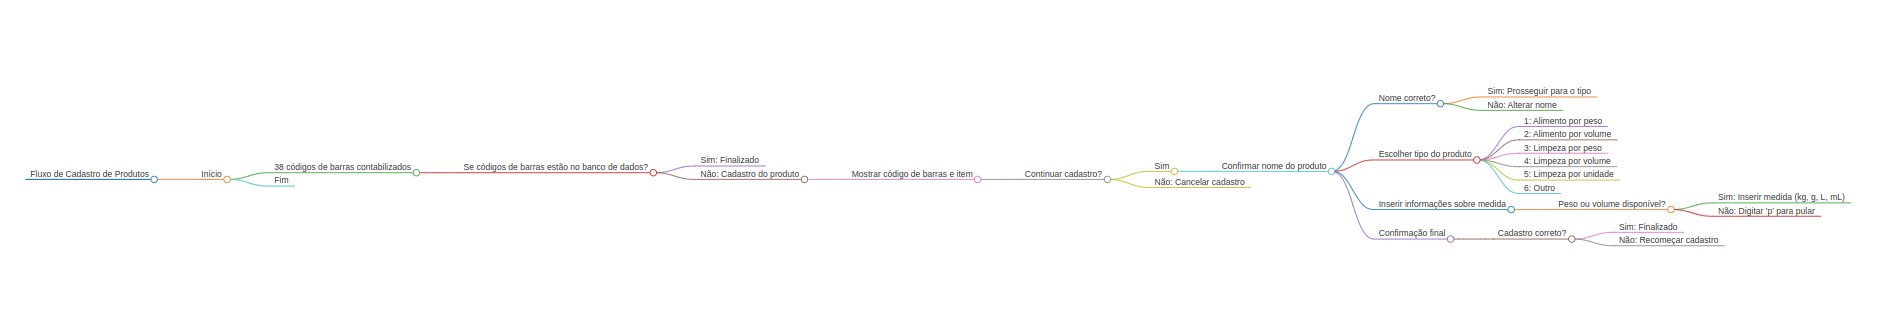 Fluxo de Cadastro de Produtos
Início
38 códigos de barras contabilizados
Se códigos de barras estão no banco de dados?
Sim: Finalizado
Não: Cadastro do produto
Mostrar código de barras e item
Continuar cadastro?
Sim
Confirmar nome do produto
Nome correto?
Sim: Prosseguir para o tipo
Não: Alterar nome
Escolher tipo do produto
1: Alimento por peso
2: Alimento por volume
3: Limpeza por peso
4: Limpeza por volume
5: Limpeza por unidade
6: Outro
Inserir informações sobre medida
Peso ou volume disponível?
Sim: Inserir medida (kg, g, L, mL)
Não: Digitar 'p' para pular
Confirmação final
Cadastro correto?
Sim: Finalizado
Não: Recomeçar cadastro
Não: Cancelar cadastro
Fim